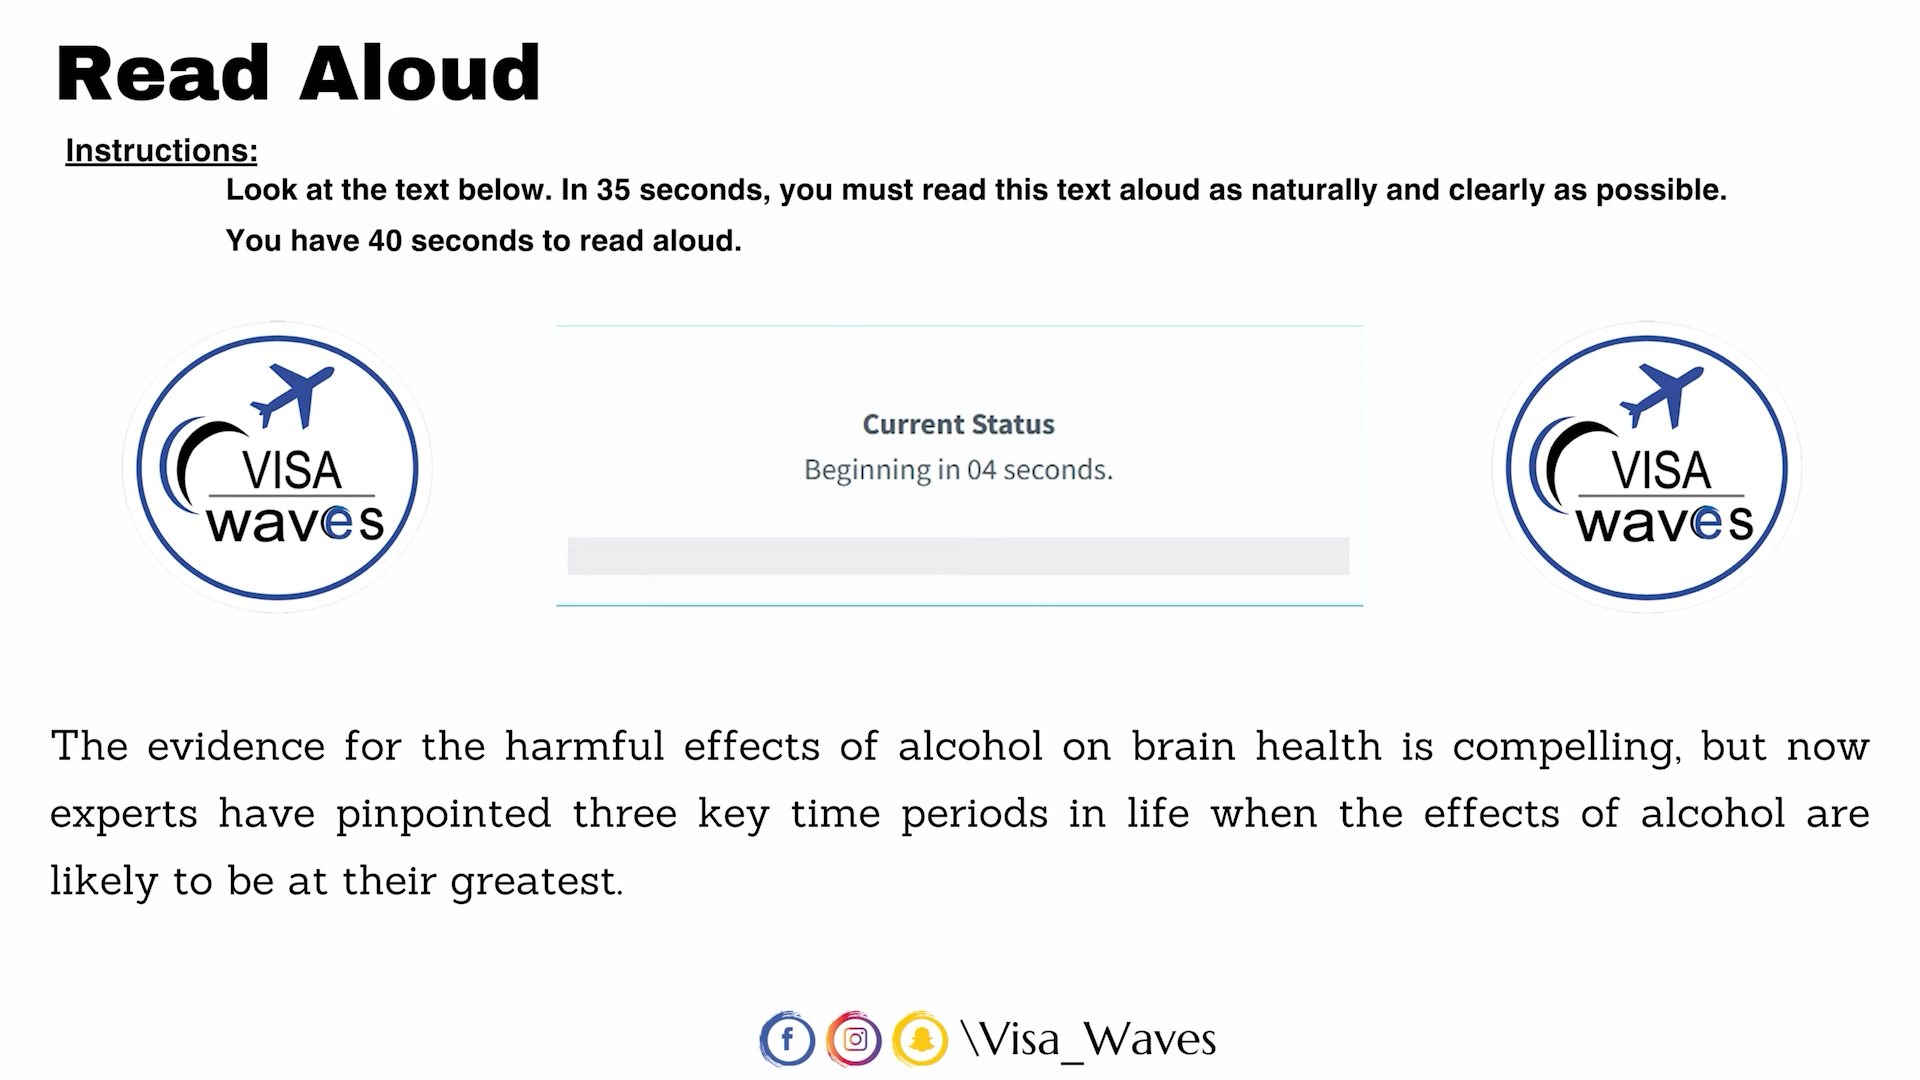 Read Aloud
Instructions:
Look at the text below. In 35 seconds, you must read this text aloud as naturally and clearly as possible.
You have 40 seconds to read aloud.
VISA
waves
Current Status
Beginning in 04 seconds.
VISA
waves
The evidence for the harmful effects of alcohol on brain health is compelling, but now
experts have pinpointed three key time periods in life when the effects of alcohol are
likely to be at their greatest.
\Visa_Waves